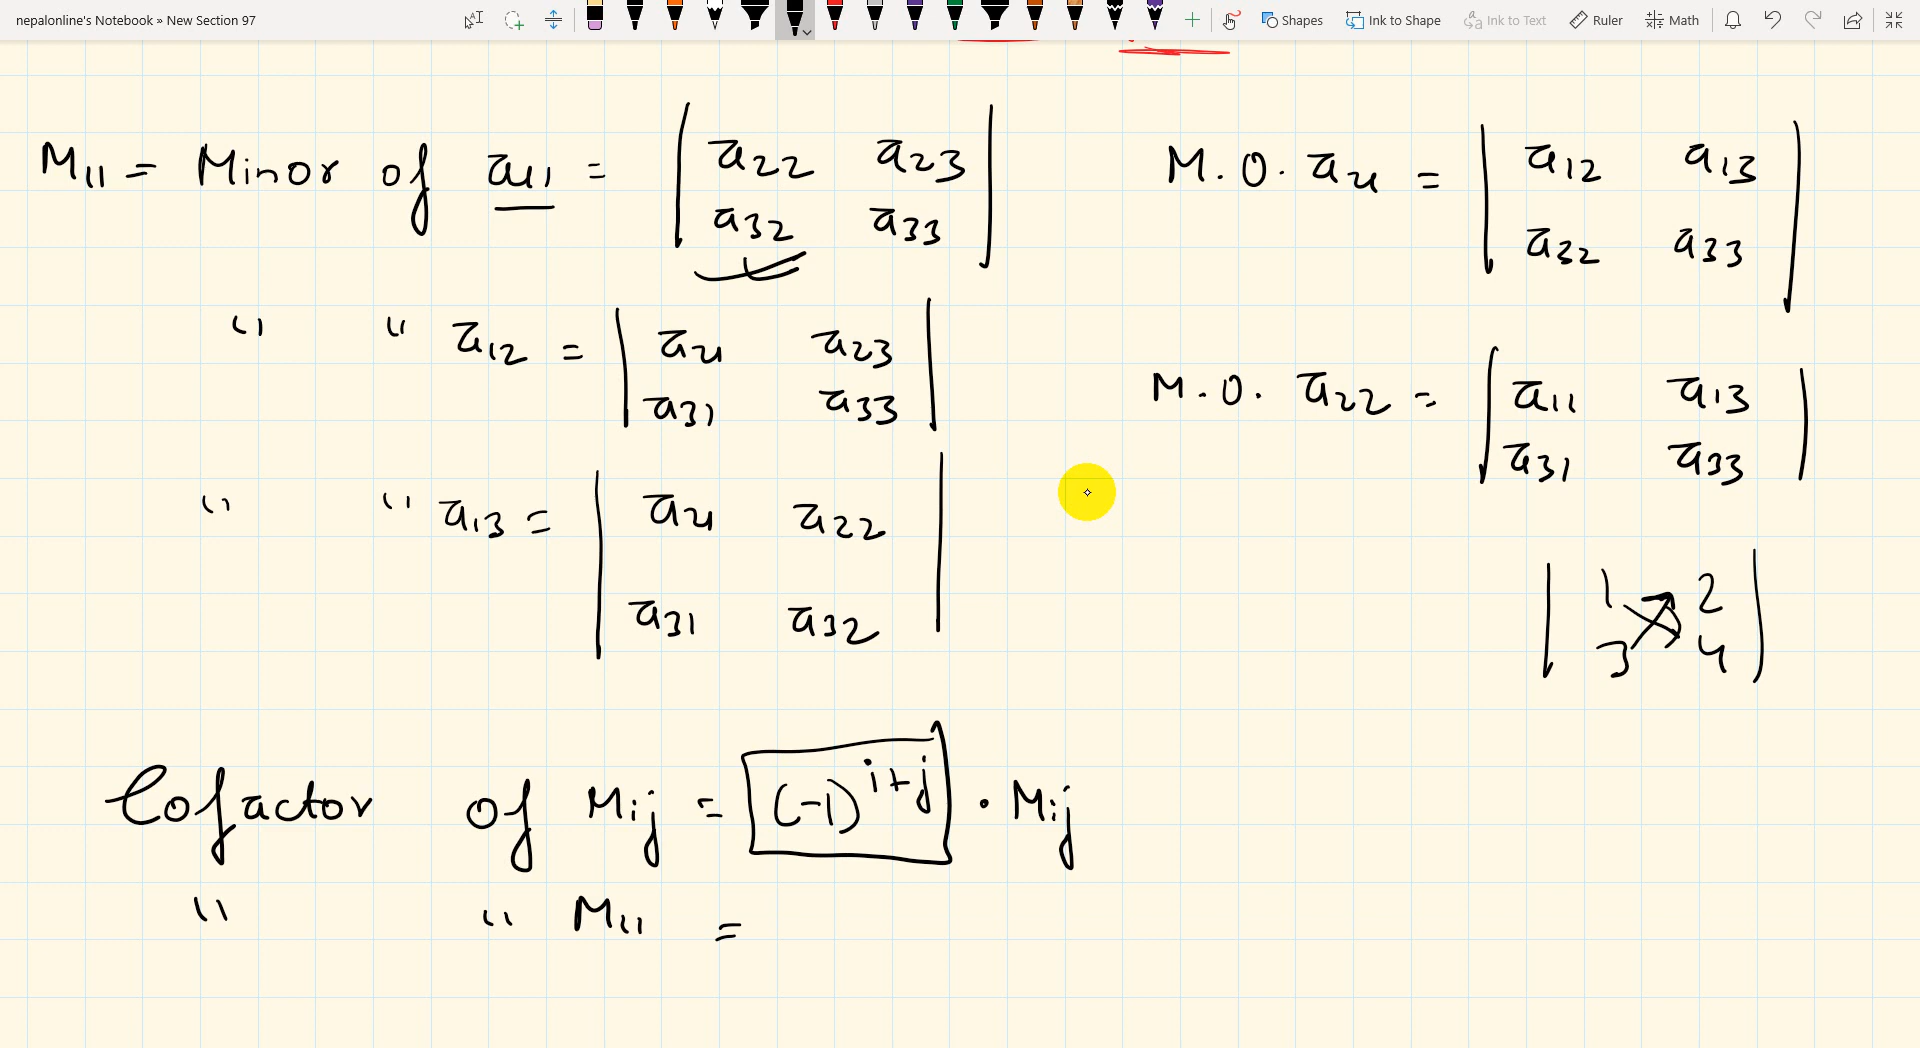 nepalonline's Notebook » New Section 97
Shapes Ink to Shape Ink to Text Ruler Math
M11 = Minor of a11 = | a22 a23 |
| a32 a33 |
" " a12 = | a21 a23 |
| a31 a33 |
" " a13 = | a21 a22 |
| a31 a32 |
M.O. a21 = | a12 a13 |
| a32 a33 |
M.O. a22 = | a11 a13 |
| a31 a33 |
| 1 2 |
| 3 4 |
Cofactor of Mij = (-1)^i+j . Mij
" " M11 =